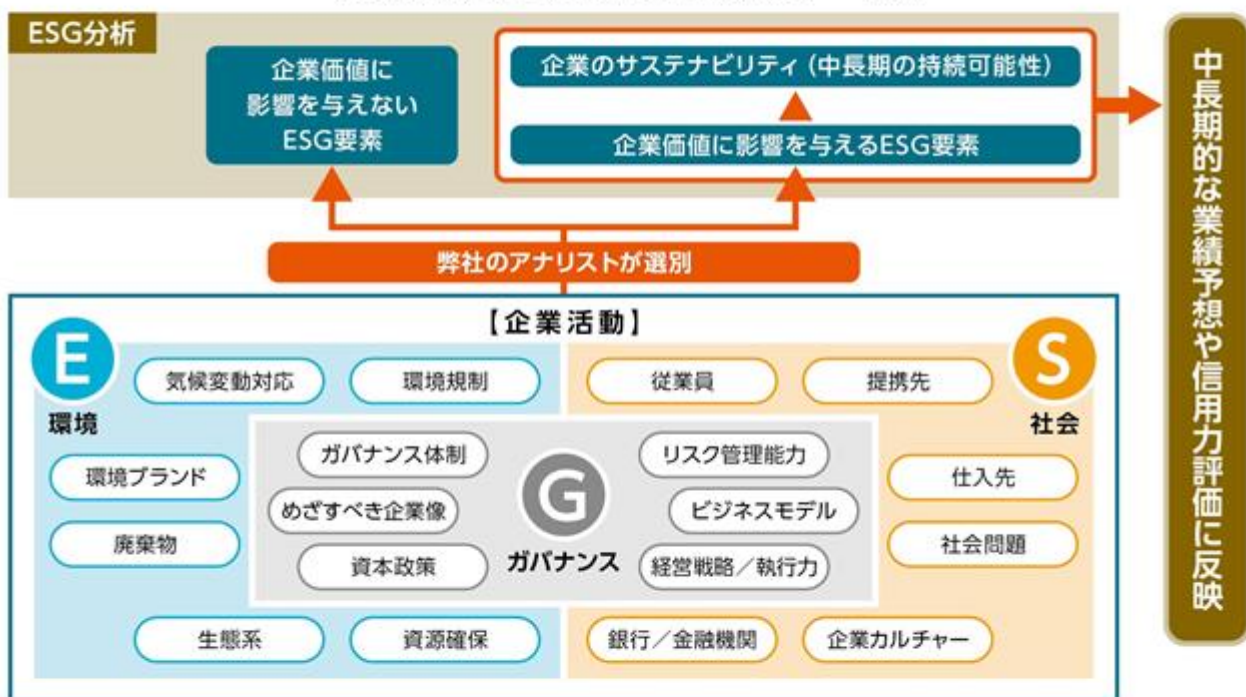 ESG分析
企業価値に
影響を与えない
ESG要素
企業のサステナビリティ(中長期の持続可能性)
企業価値に影響を与えるESG要素
中長期的な業績予想や信用力評価に反映
弊社のアナリストが選別
【企業活動】
E
環境
気候変動対応
環境規制
環境ブランド
廃棄物
生態系
資源確保
G
ガバナンス
ガバナンス体制
めざすべき企業像
資本政策
リスク管理能力
ビジネスモデル
経営戦略/執行力
S
社会
従業員
提携先
仕入先
社会問題
銀行/金融機関
企業カルチャー